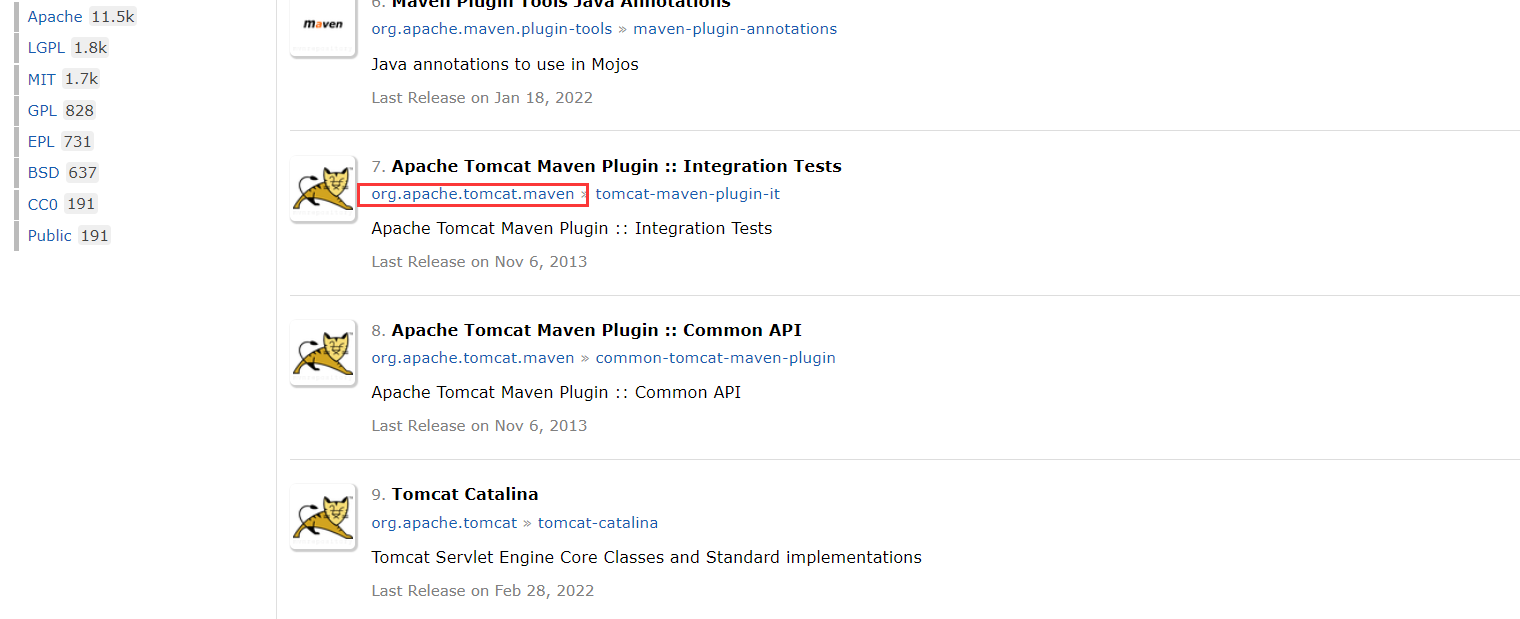 Apache 11.5k
LGPL 1.8k
MIT 1.7k
GPL 828
EPL 731
BSD 637
CC0 191
Public 191
maven
6. Maven Plugin Tools Java Annotations
org.apache.maven.plugin-tools » maven-plugin-annotations
Java annotations to use in Mojos
Last Release on Jan 18, 2022
7. Apache Tomcat Maven Plugin :: Integration Tests
org.apache.tomcat.maven » tomcat-maven-plugin-it
Apache Tomcat Maven Plugin :: Integration Tests
Last Release on Nov 6, 2013
8. Apache Tomcat Maven Plugin :: Common API
org.apache.tomcat.maven » common-tomcat-maven-plugin
Apache Tomcat Maven Plugin :: Common API
Last Release on Nov 6, 2013
9. Tomcat Catalina
org.apache.tomcat » tomcat-catalina
Tomcat Servlet Engine Core Classes and Standard implementations
Last Release on Feb 28, 2022